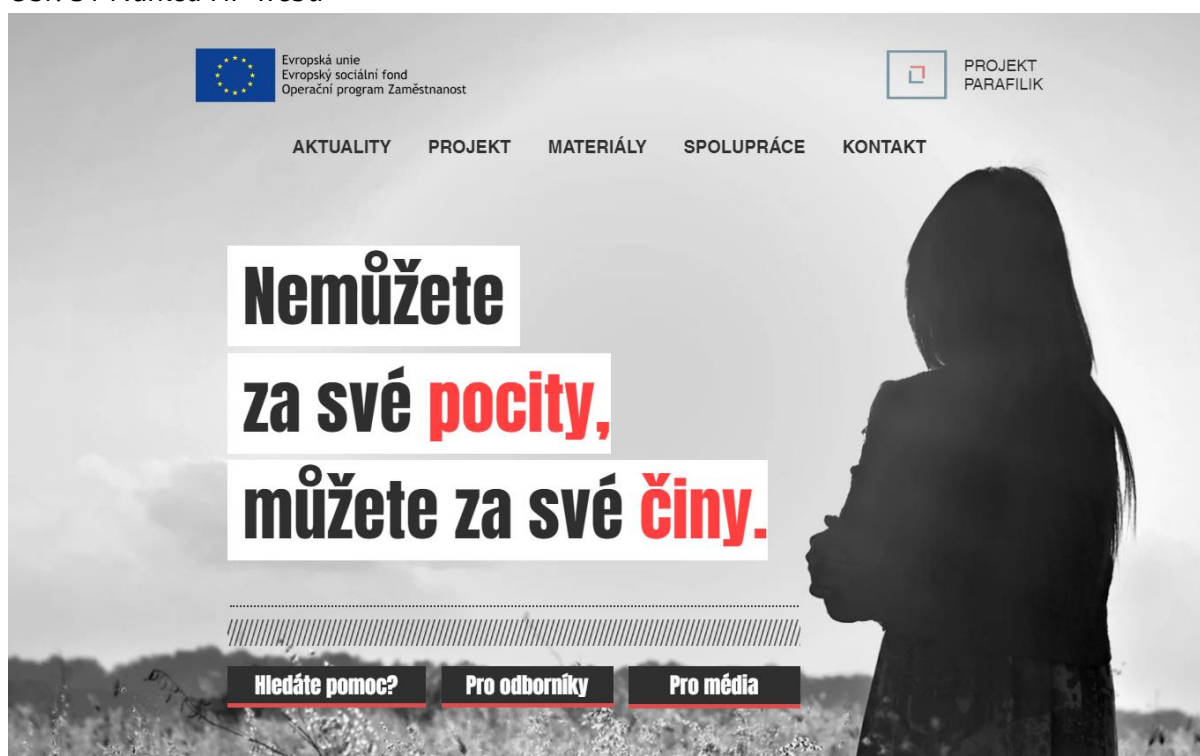 Evropská unie
Evropský sociální fond
Operační program Zaměstnanost
PROJEKT
PARAFILIK
AKTUALITY PROJEKT MATERIÁLY SPOLUPRÁCE KONTAKT
Nemůžete
za své pocity,
můžete za své činy.
Hledáte pomoc? Pro odborníky Pro média